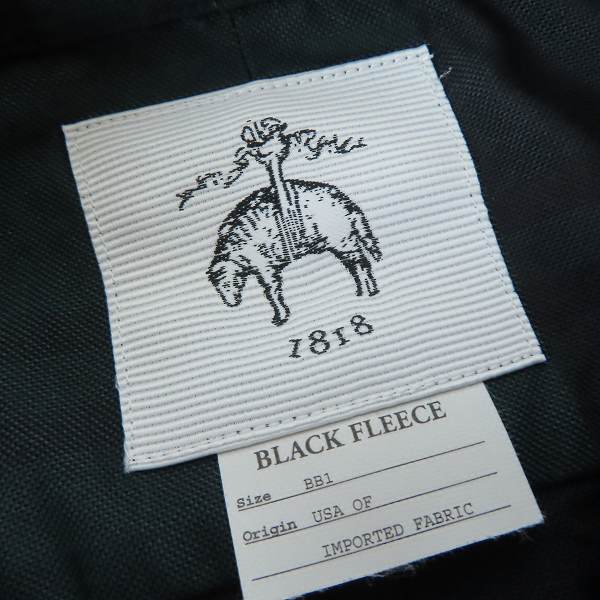 1818
BLACK FLEECE
Size BB1
Origin USA OF
IMPORTED FABRIC